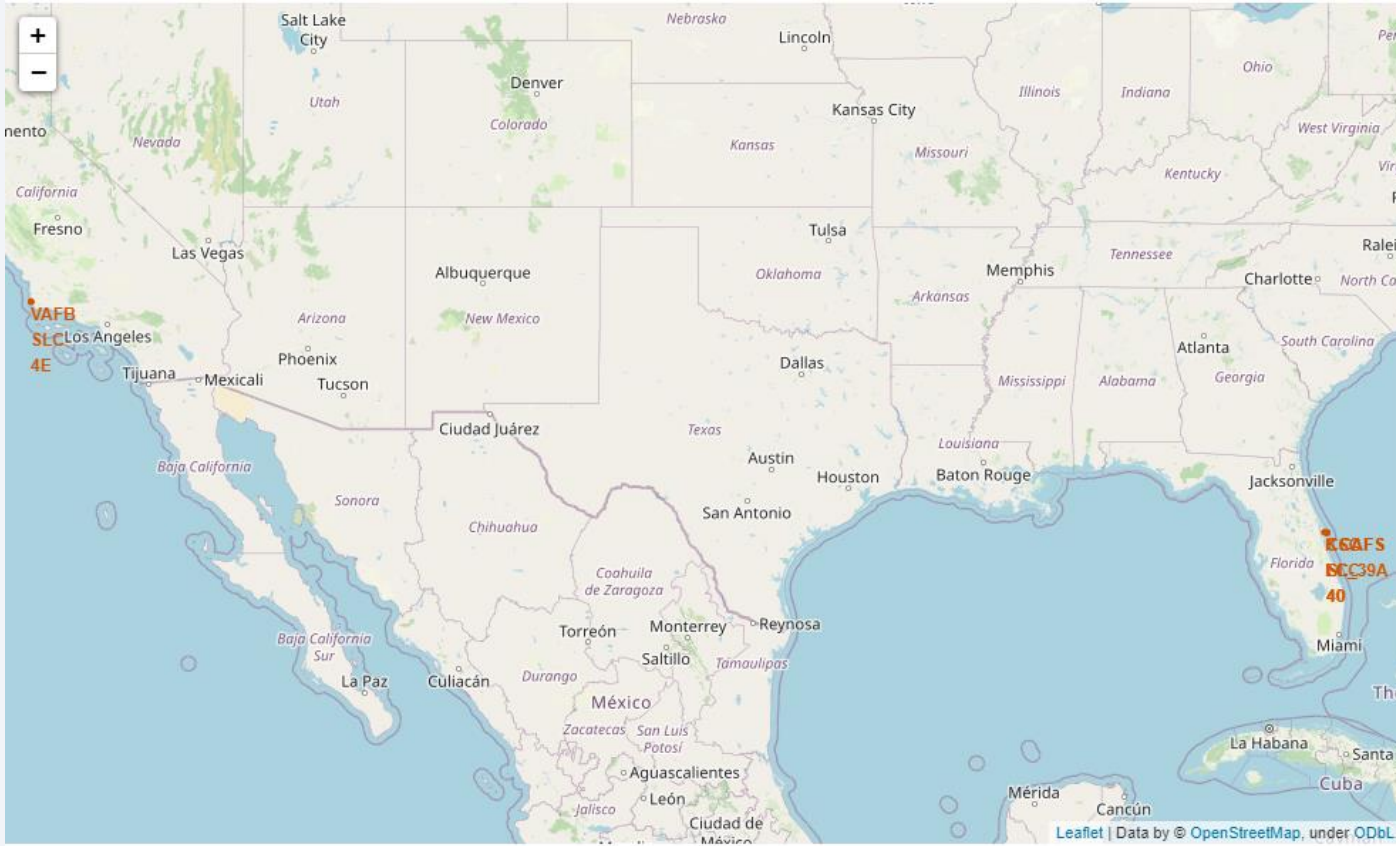 +
−
Salt Lake
City
Nebraska
Lincoln
Denver
Ohio
Utah
Illinois
Indiana
Kansas City
Colorado
Nevada
Kansas
Missouri
West Virginia
Kentucky
California
Fresno
Las Vegas
Tulsa
Tennessee
Albuquerque
Oklahoma
Memphis
Charlotte
Arkansas
VAFB
SLC
4E
Los Angeles
Arizona
New Mexico
South Carolina
Atlanta
Phoenix
Dallas
Tijuana
Mexicali
Tucson
Mississippi
Alabama
Georgia
Ciudad Juárez
Texas
Louisiana
Austin
Houston
Baton Rouge
Baja California
Jacksonville
Sonora
San Antonio
Chihuahua
Florida
39A
40
Coahuila
de Zaragoza
Torreón
Monterrey
Reynosa
Baja California
Sur
Saltillo
Tamaulipas
Miami
La Paz
Culiacán
Durango
México
Zacatecas
San Luis
Potosí
La Habana
Santa
Aguascalientes
Cuba
León
Mérida
Jalisco
Cancún
Ciudad de
México
Leaflet | Data by © OpenStreetMap, under ODbL